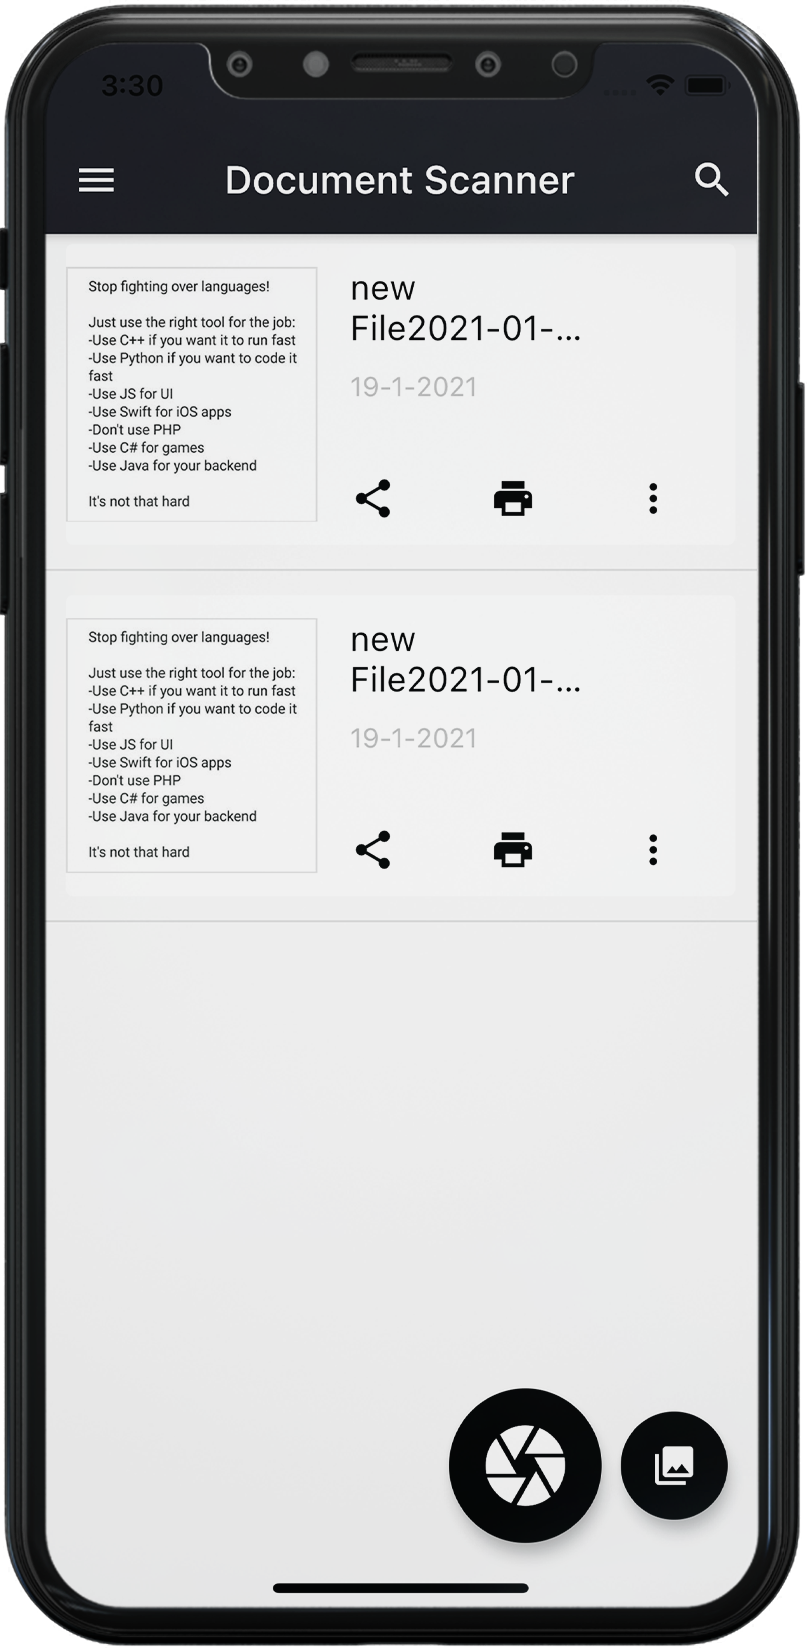 3:30
Document Scanner
Stop fighting over languages!
Just use the right tool for the job:
-Use C++ if you want it to run fast
-Use Python if you want to code it
fast
-Use JS for UI
-Use Swift for iOS apps
-Don't use PHP
-Use C# for games
-Use Java for your backend
It's not that hard
new
File2021-01-...
19-1-2021
Stop fighting over languages!
Just use the right tool for the job:
-Use C++ if you want it to run fast
-Use Python if you want to code it
fast
-Use JS for UI
-Use Swift for iOS apps
-Don't use PHP
-Use C# for games
-Use Java for your backend
It's not that hard
new
File2021-01-...
19-1-2021